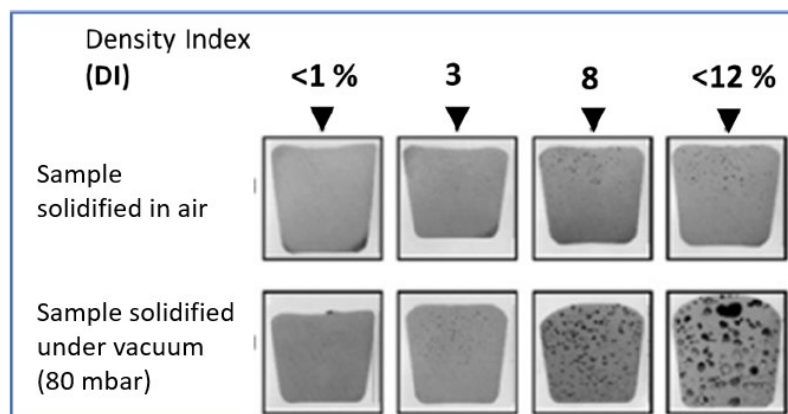 Density Index
(DI)
<1 %
3
8
<12 %
Sample
solidified in air
Sample solidified
under vacuum
(80 mbar)